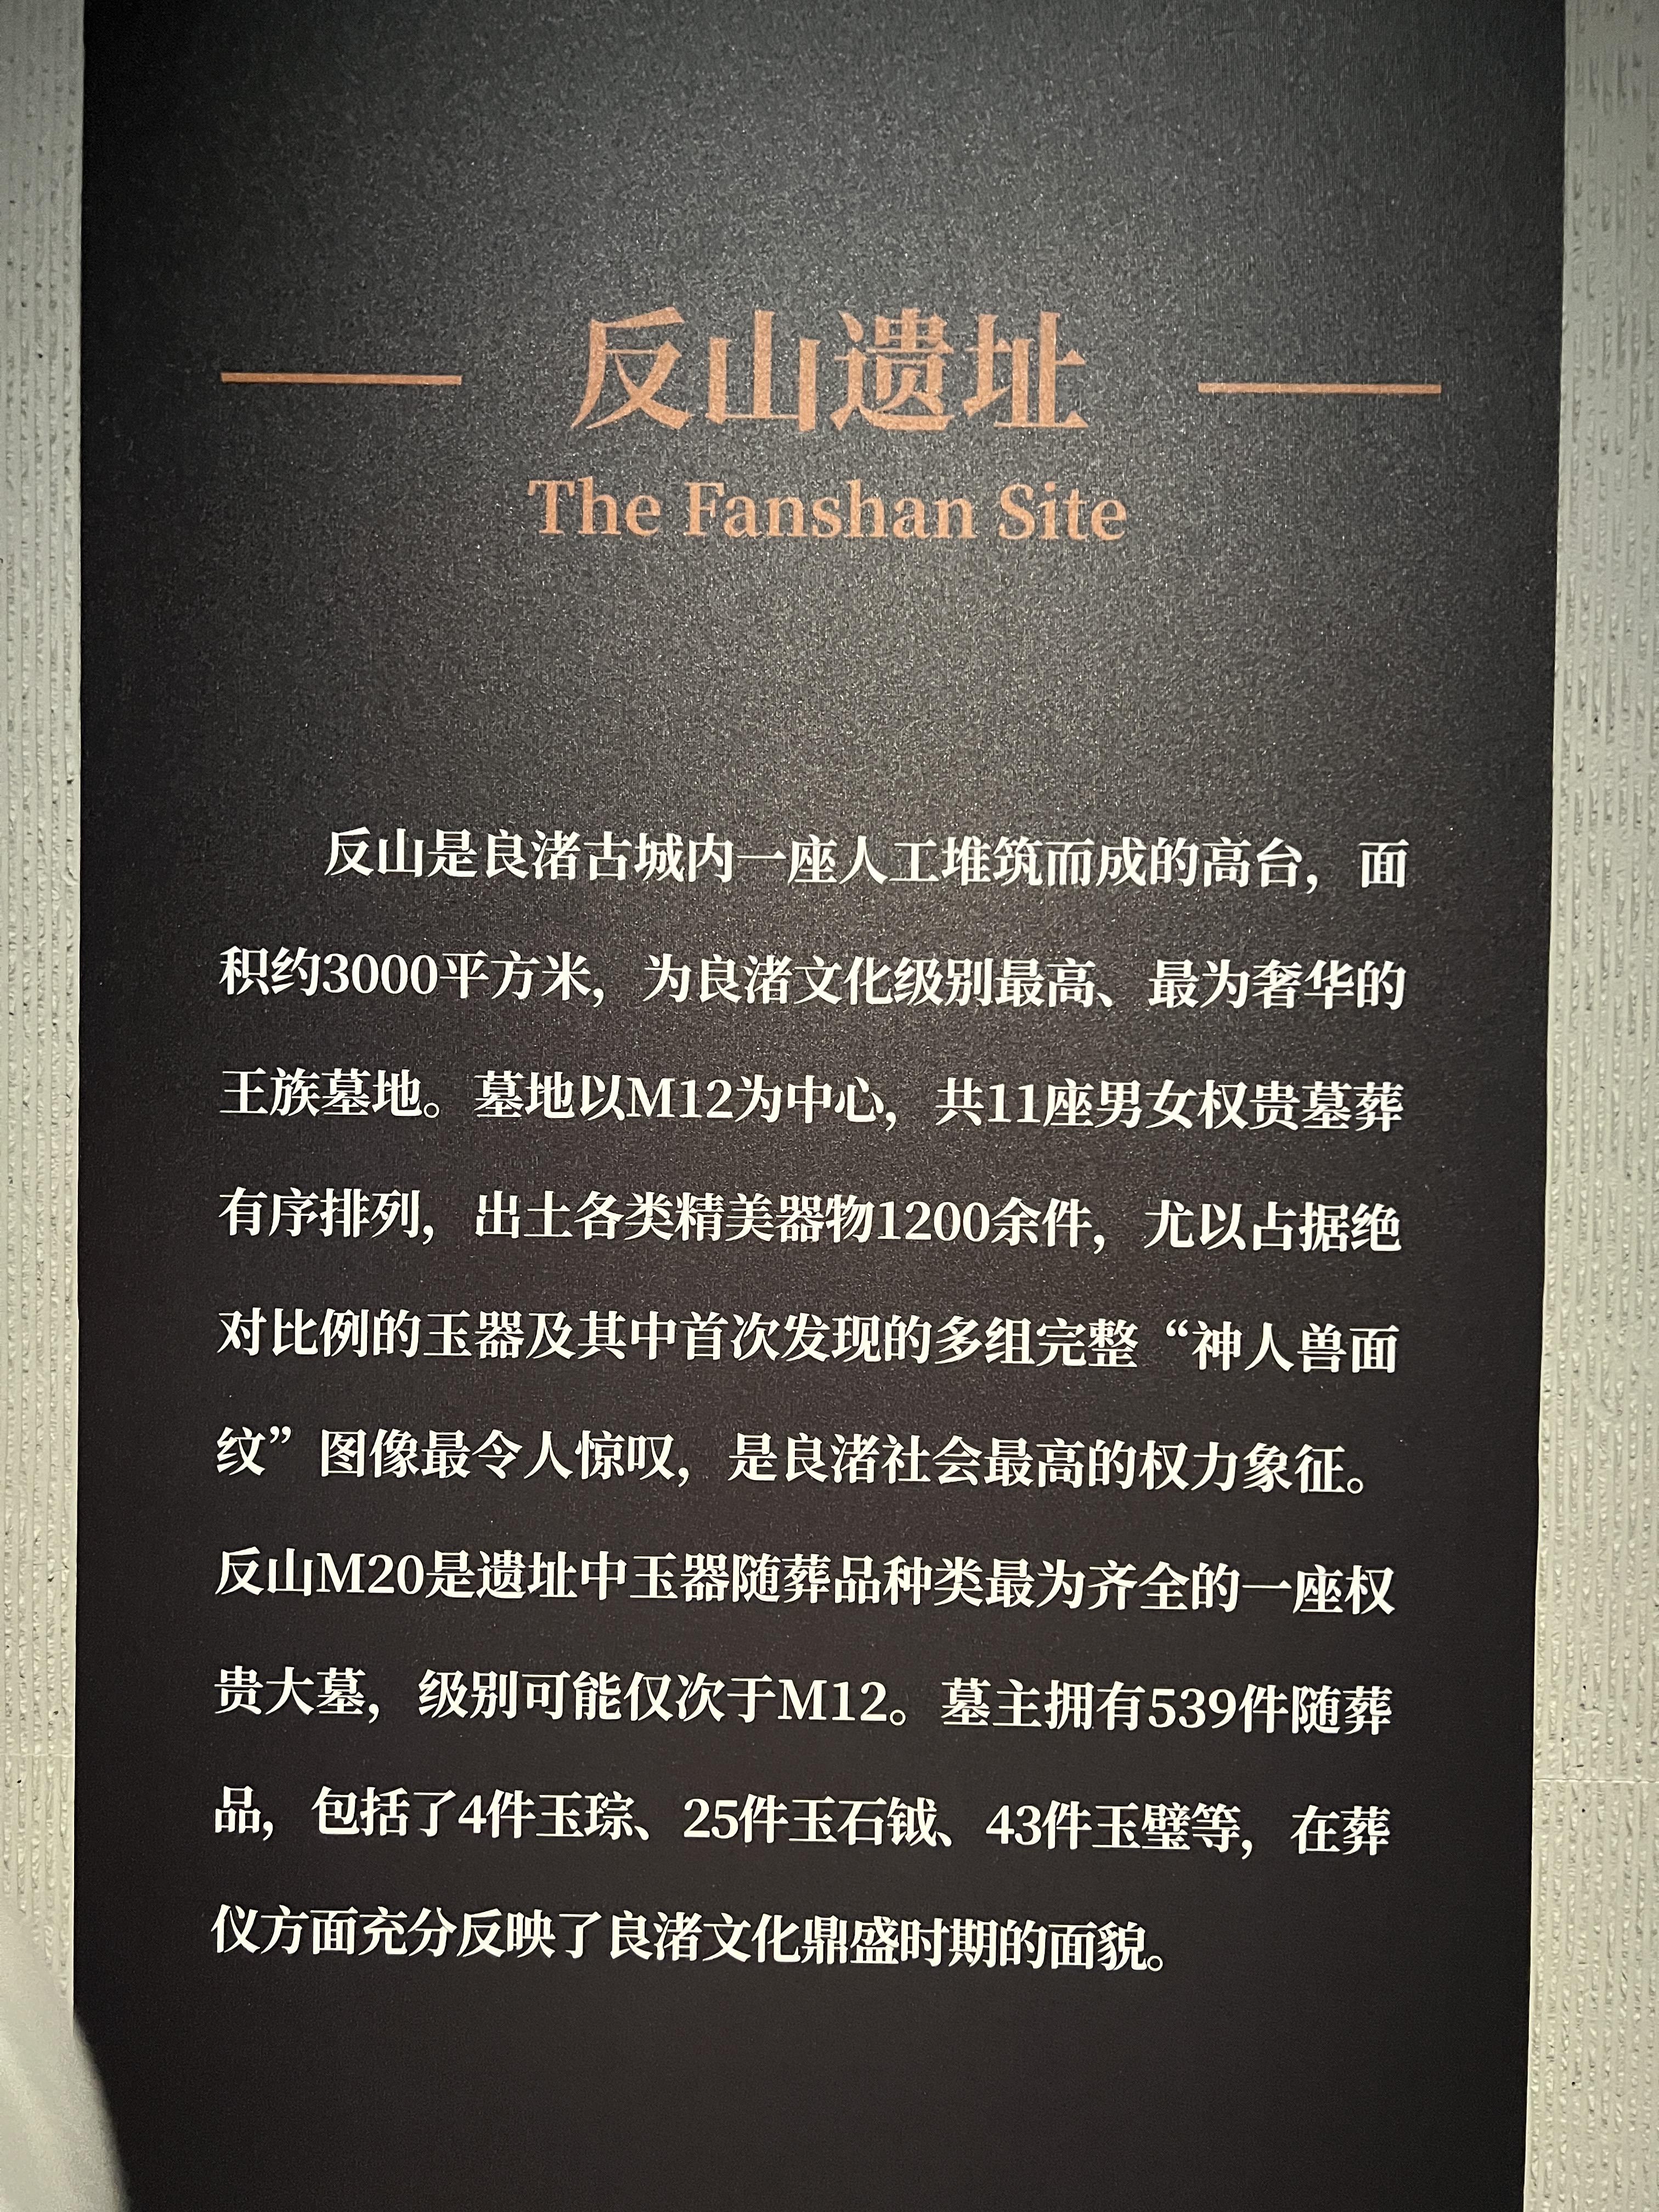 反山遗址
The Fanshan Site
反山是良渚古城内一座人工堆筑而成的高台，面
积约3000平方米，为良渚文化级别最高、最为奢华的
王族墓地。墓地以M12为中心，共11座男女权贵墓葬
有序排列，出土各类精美器物1200余件，尤以占据绝
对比例的玉器及其中首次发现的多组完整“神人兽面
纹”图像最令人惊叹，是良渚社会最高的权力象征。
反山M20是遗址中玉器随葬品种类最为齐全的一座权
贵大墓，级别可能仅次于M12。墓主拥有539件随葬
品，包括了4件玉琮、25件玉石钺、43件玉璧等，在葬
仪方面充分反映了良渚文化鼎盛时期的面貌。